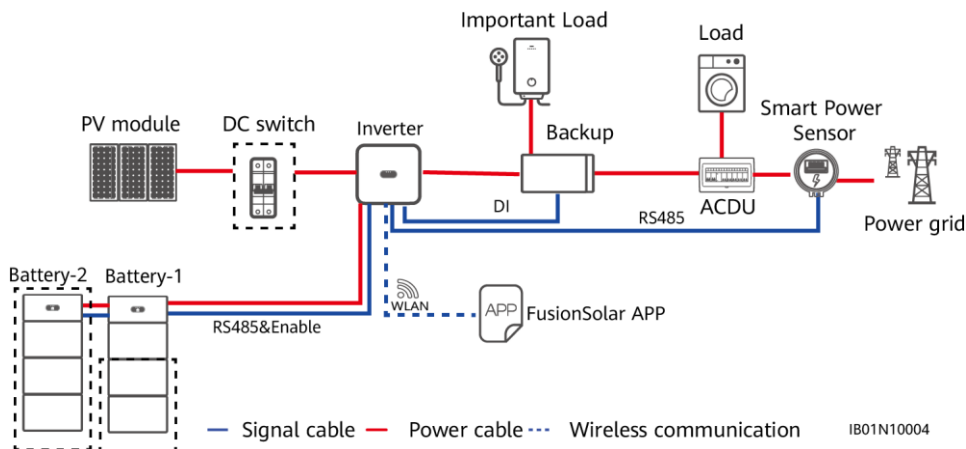 Important Load
Load
PV module
DC switch
Inverter
Backup
Smart Power
Sensor
DI
RS485
ACDU
Power grid
Battery-2
Battery-1
WLAN
APP
FusionSolar APP
RS485&Enable
Signal cable
Power cable
Wireless communication
IB01N10004